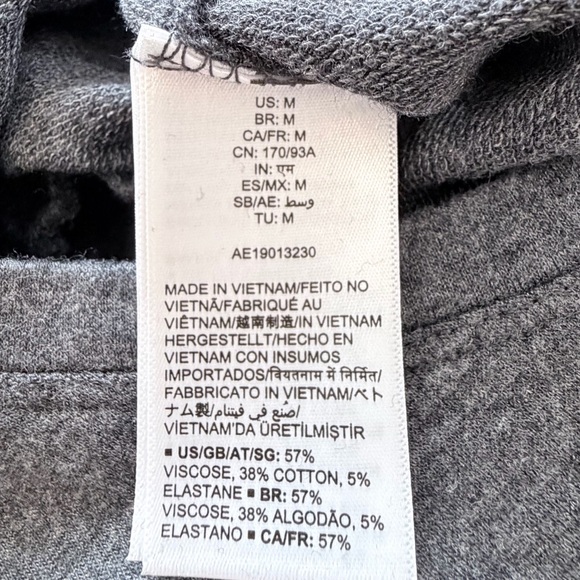 US: M
BR: M
CA/FR: M
CN: 170/93A
IN: एम
ES/MX: M
SB/AE: وسط
TU: M
AE19013230
MADE IN VIETNAM/FEITO NO
VIETNÃ/FABRIQUÉ AU
VIÊTNAM/越南制造/IN VIETNAM
HERGESTELLT/HECHO EN
VIETNAM CON INSUMOS
IMPORTADOS/वियतनाम में निर्मित/
FABBRICATO IN VIETNAM/ベト
ナム製/صُنع في فيتنام/
VİETNAM'DA ÜRETİLMİŞTİR
▪ US/GB/AT/SG: 57%
VISCOSE, 38% COTTON, 5%
ELASTANE ▪ BR: 57%
VISCOSE, 38% ALGODÃO, 5%
ELASTANO ▪ CA/FR: 57%